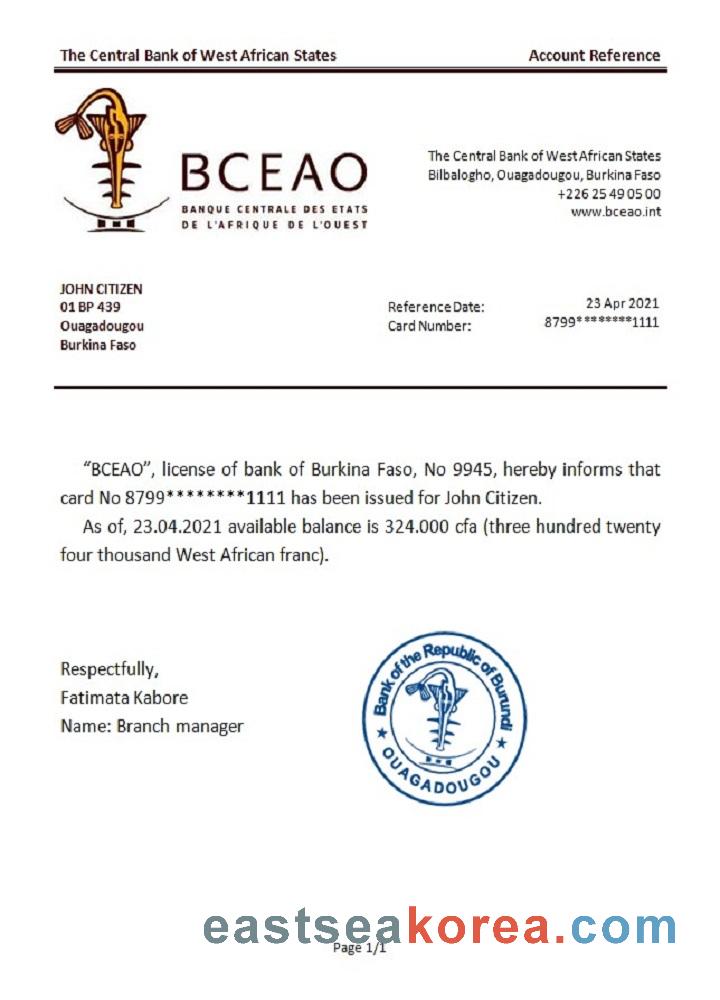 The Central Bank of West African States Account Reference
BCEAO
BANQUE CENTRALE DES ETATS
DE L'AFRIQUE DE L'OUEST
The Central Bank of West African States
Bilbalogho, Ouagadougou, Burkina Faso
+226 25 49 05 00
www.bceao.int
JOHN CITIZEN
01 BP 439
Ouagadougou
Burkina Faso
Reference Date: 23 Apr 2021
Card Number: 8799********1111
“BCEAO”, license of bank of Burkina Faso, No 9945, hereby informs that
card No 8799********1111 has been issued for John Citizen.
As of, 23.04.2021 available balance is 324.000 cfa (three hundred twenty
four thousand West African franc).
Respectfully,
Fatimata Kabore
Name: Branch manager
Bank of the Republic of Burundi
OUAGADOUGOU
eastseakorea.com
Page 1/1